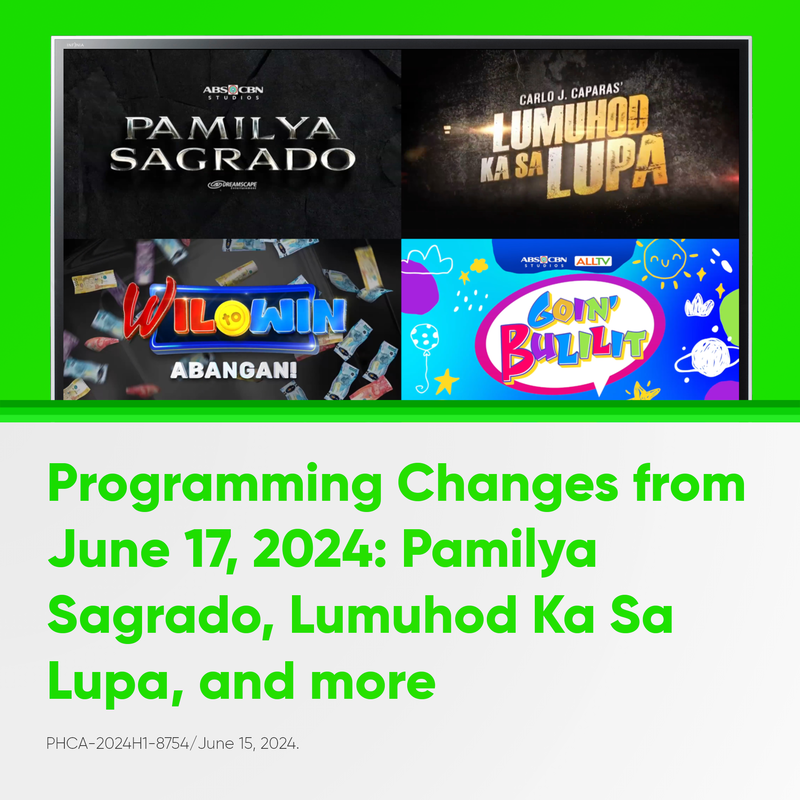 ABS CBN
STUDIOS
PAMILYA
SAGRADO
DREAMSCAPE
CARLO J. CAPARAS'
LUMUHOD
KA SA LUPA
WIL to WIN
ABANGAN!
ABS CBN
STUDIOS
ALLTV
GOIN'
BULILIT
Programming Changes from
June 17, 2024: Pamilya
Sagrado, Lumuhod Ka Sa
Lupa, and more
PHCA-2024H1-8754/June 15, 2024.